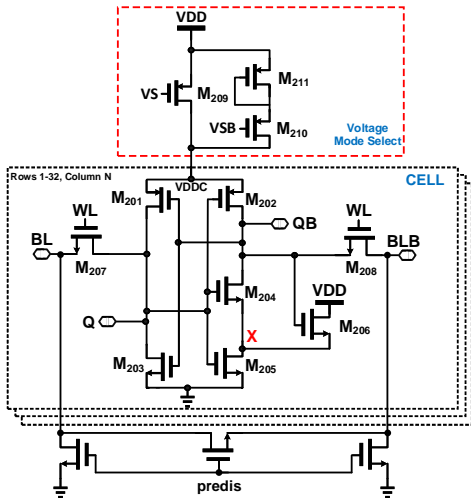 VDD
VS
M209
M211
VSB
M210
Voltage
Mode Select
Rows 1-32, Column N
CELL
M201
VDDC
M202
WL
QB
WL
BL
BLB
M207
M208
M204
VDD
Q
M206
X
M203
M205
predis